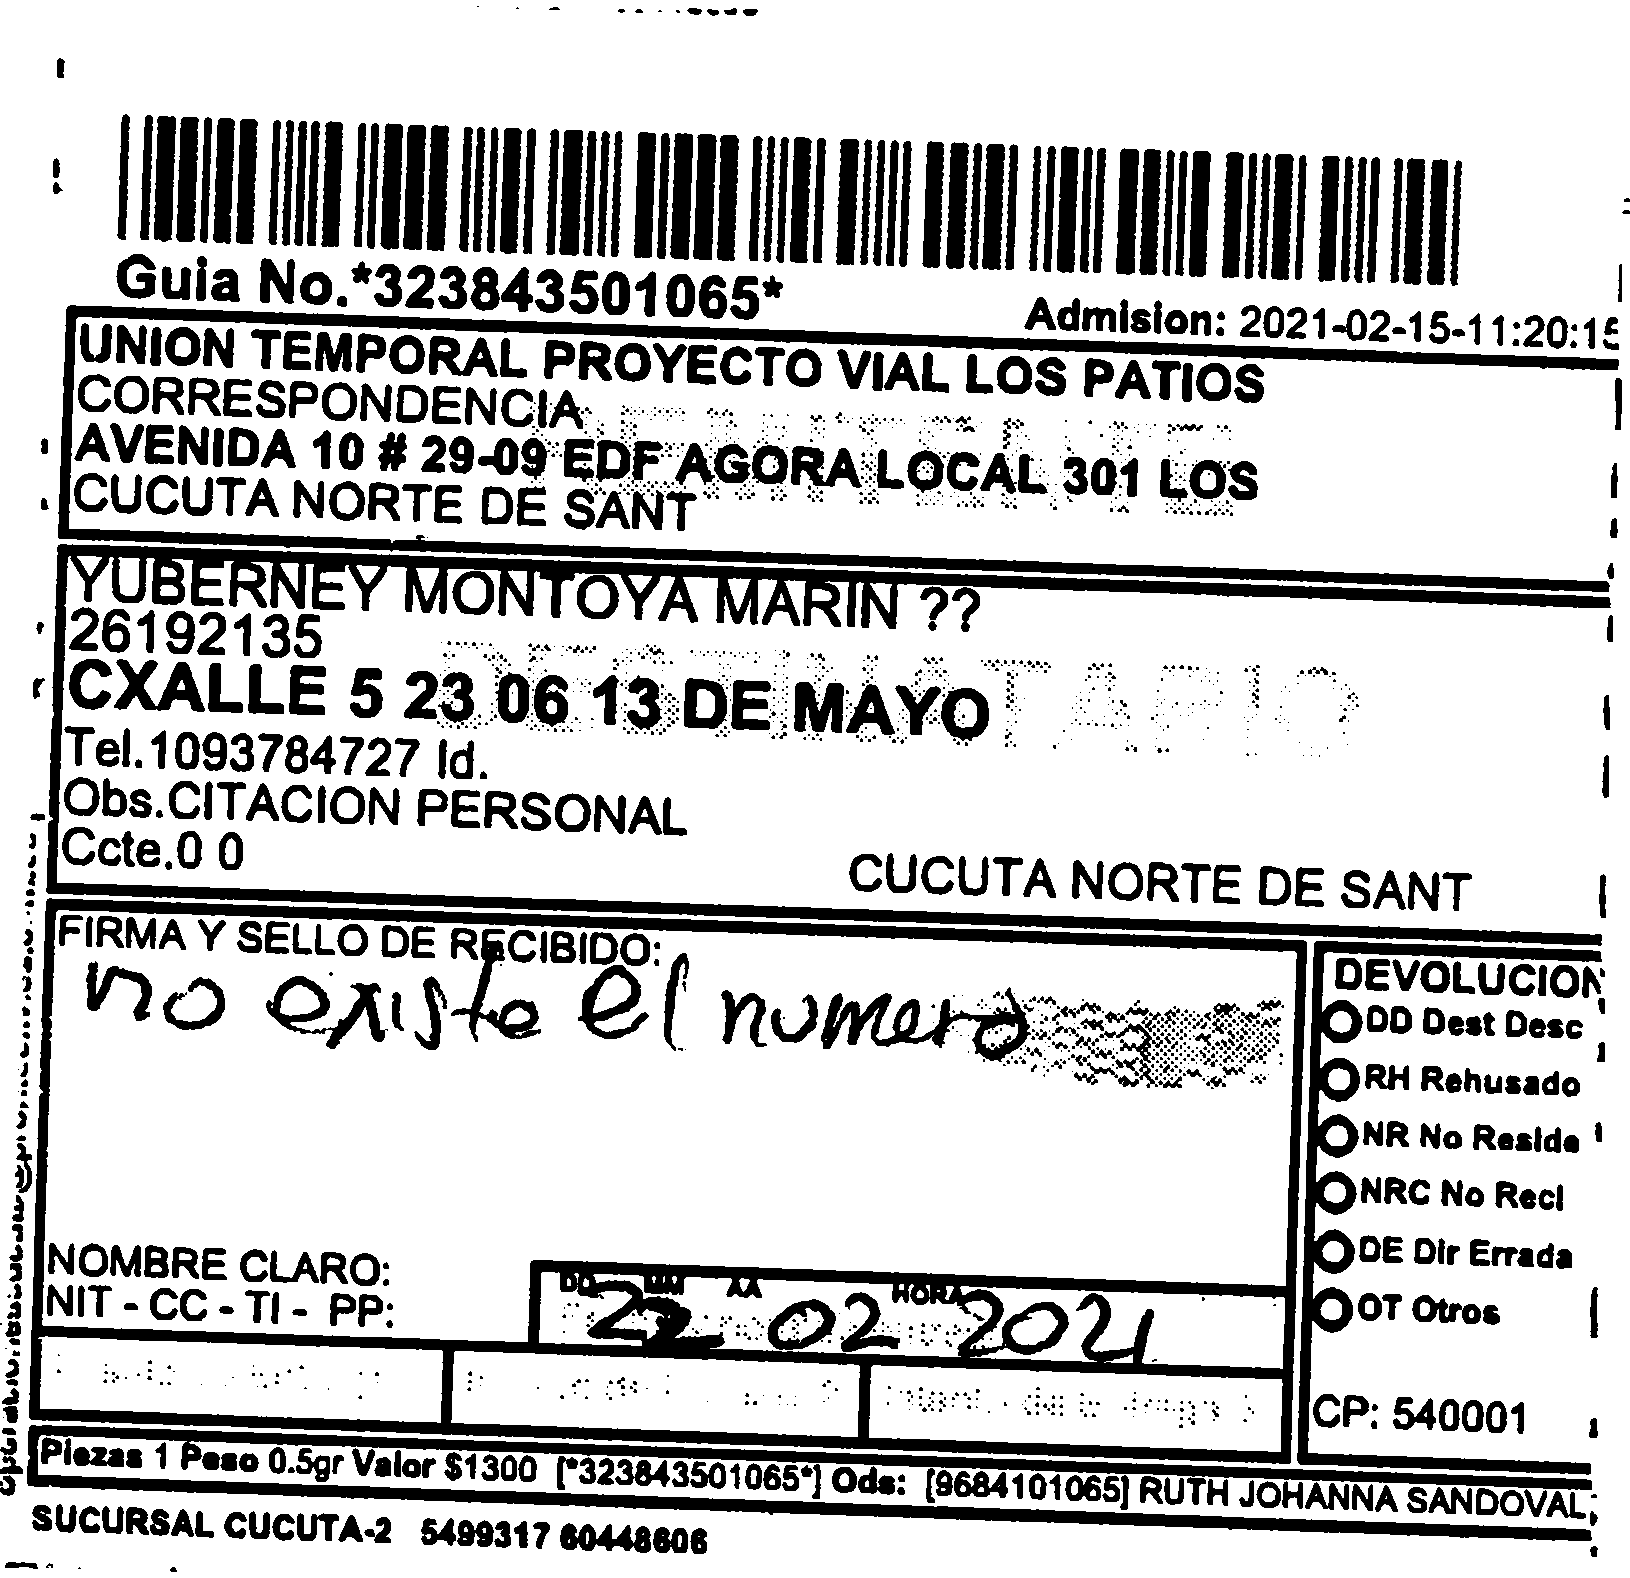 Guia No.*323843501065*
Admision: 2021-02-15-11:20:15
UNION TEMPORAL PROYECTO VIAL LOS PATIOS
CORRESPONDENCIA
REMITENTE
AVENIDA 10 # 29-09 EDF AGORA LOCAL 301 LOS
CUCUTA NORTE DE SANT
YUBERNEY MONTOYA MARIN ??
26192135
DESTINATARIO
CXALLE 5 23 06 13 DE MAYO
Tel.1093784727 Id.
Obs.CITACION PERSONAL
Ccte.0 0
CUCUTA NORTE DE SANT
FIRMA Y SELLO DE RECIBIDO:
no existe el numero
DEVOLUCION
DD Dest Desc
RH Rehusado
NR No Reside
NRC No Recl
DE Dir Errada
OT Otros
NOMBRE CLARO:
NIT - CC - TI - PP:
DD MM AA HORA
22 02 2021
CP: 540001
Piezas 1 Peso 0.5gr Valor $1300 [*323843501065*] Ods: [9684101065] RUTH JOHANNA SANDOVAL
SUCURSAL CUCUTA-2 5499317 60448606